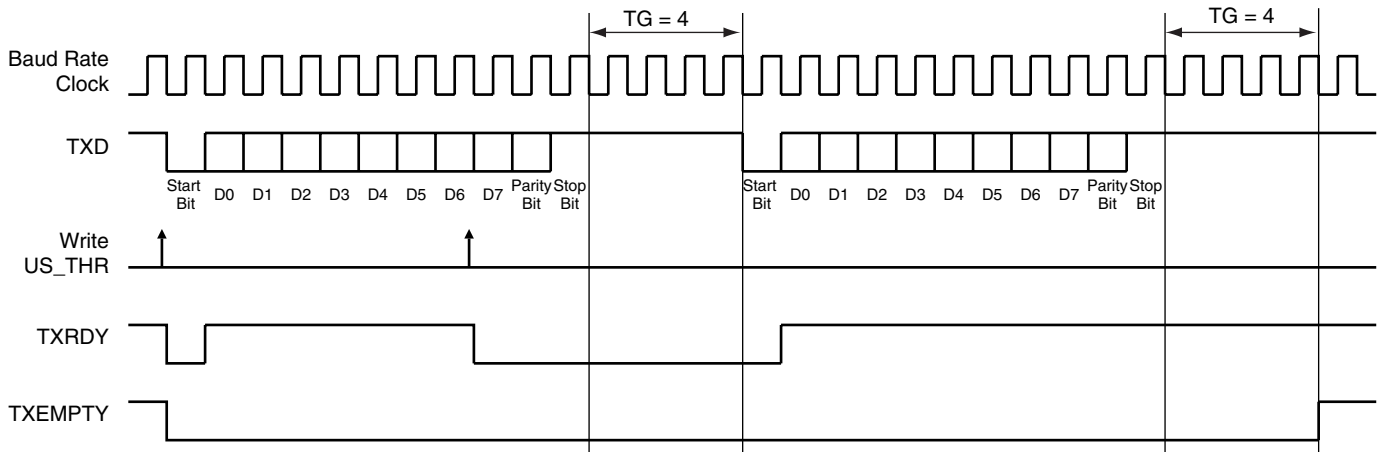 TG = 4
TG = 4
Baud Rate
Clock
TXD
Start
Bit
D0
D1
D2
D3
D4
D5
D6
D7
Parity
Bit
Stop
Bit
Start
Bit
D0
D1
D2
D3
D4
D5
D6
D7
Parity
Bit
Stop
Bit
Write
US_THR
TXRDY
TXEMPTY